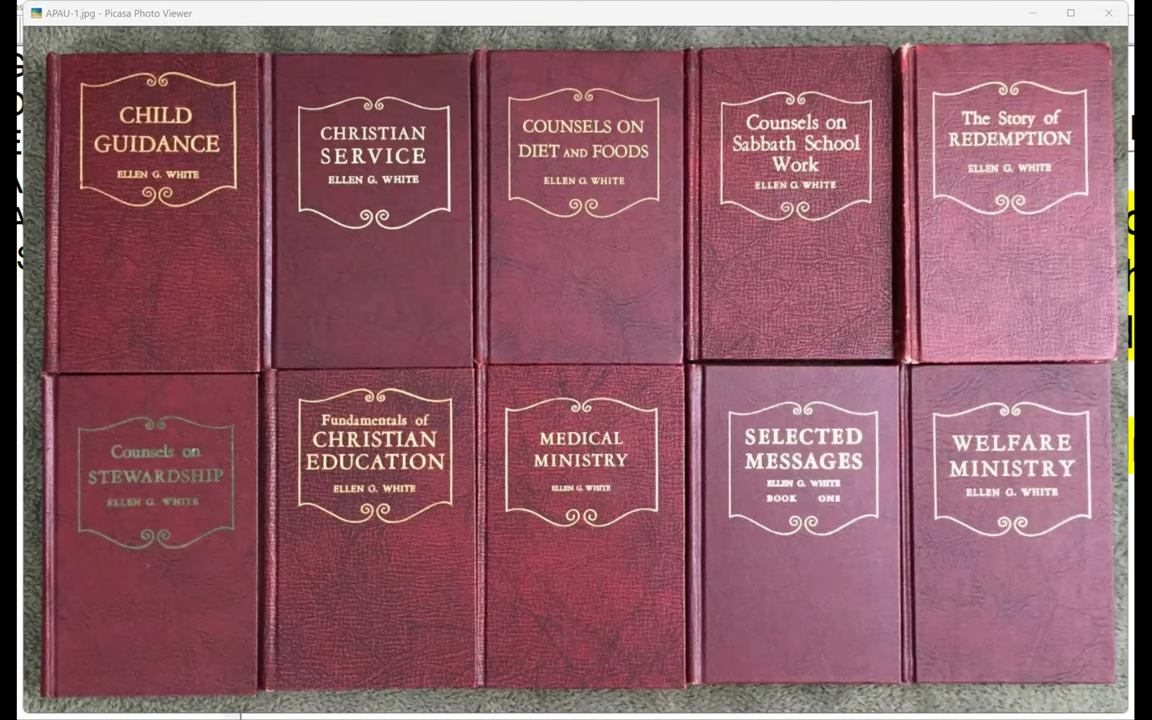 APAU-1.jpg - Picasa Photo Viewer
CHILD
GUIDANCE
ELLEN G. WHITE
CHRISTIAN
SERVICE
ELLEN G. WHITE
COUNSELS ON
DIET AND FOODS
ELLEN G. WHITE
Counsels on
Sabbath School
Work
ELLEN G. WHITE
The Story of
REDEMPTION
ELLEN G. WHITE
Counsels on
STEWARDSHIP
ELLEN G. WHITE
Fundamentals of
CHRISTIAN
EDUCATION
ELLEN G. WHITE
MEDICAL
MINISTRY
ELLEN G. WHITE
SELECTED
MESSAGES
ELLEN G. WHITE
BOOK ONE
WELFARE
MINISTRY
ELLEN G. WHITE